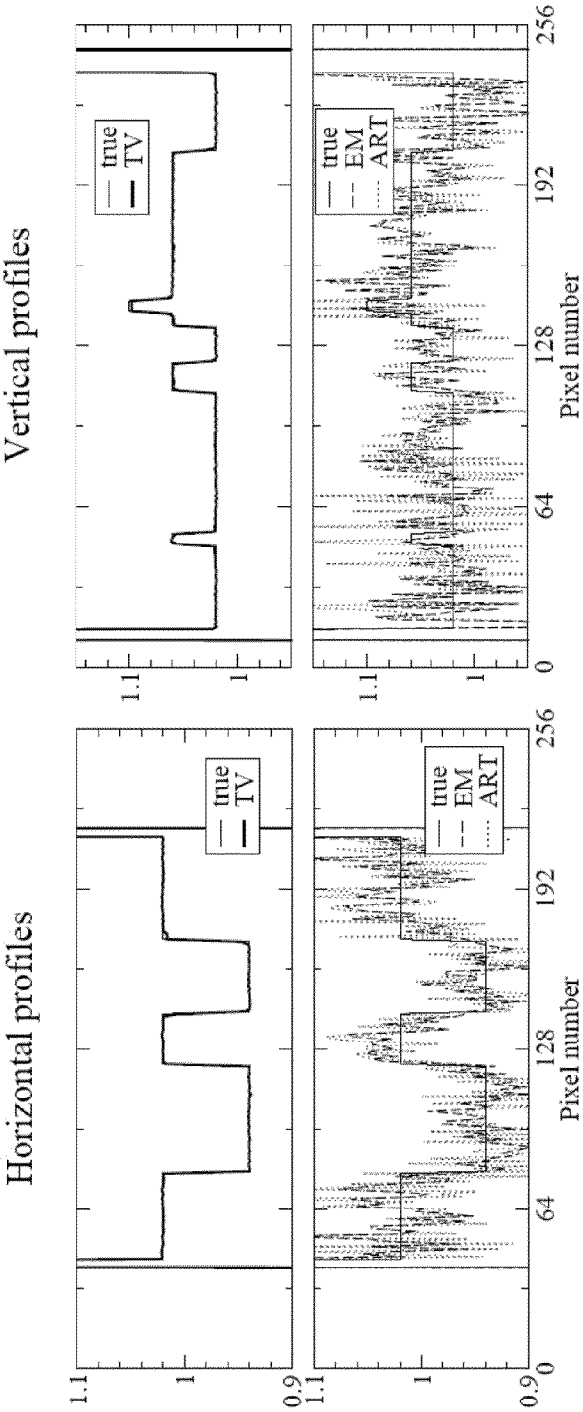 Horizontal profiles
1.1
1
0.9
true
TV
1.1
1
0.9
true
EM
ART
0
64
128
192
256
Pixel number
Vertical profiles
1.1
1
true
TV
1.1
1
true
EM
ART
0
64
128
192
256
Pixel number